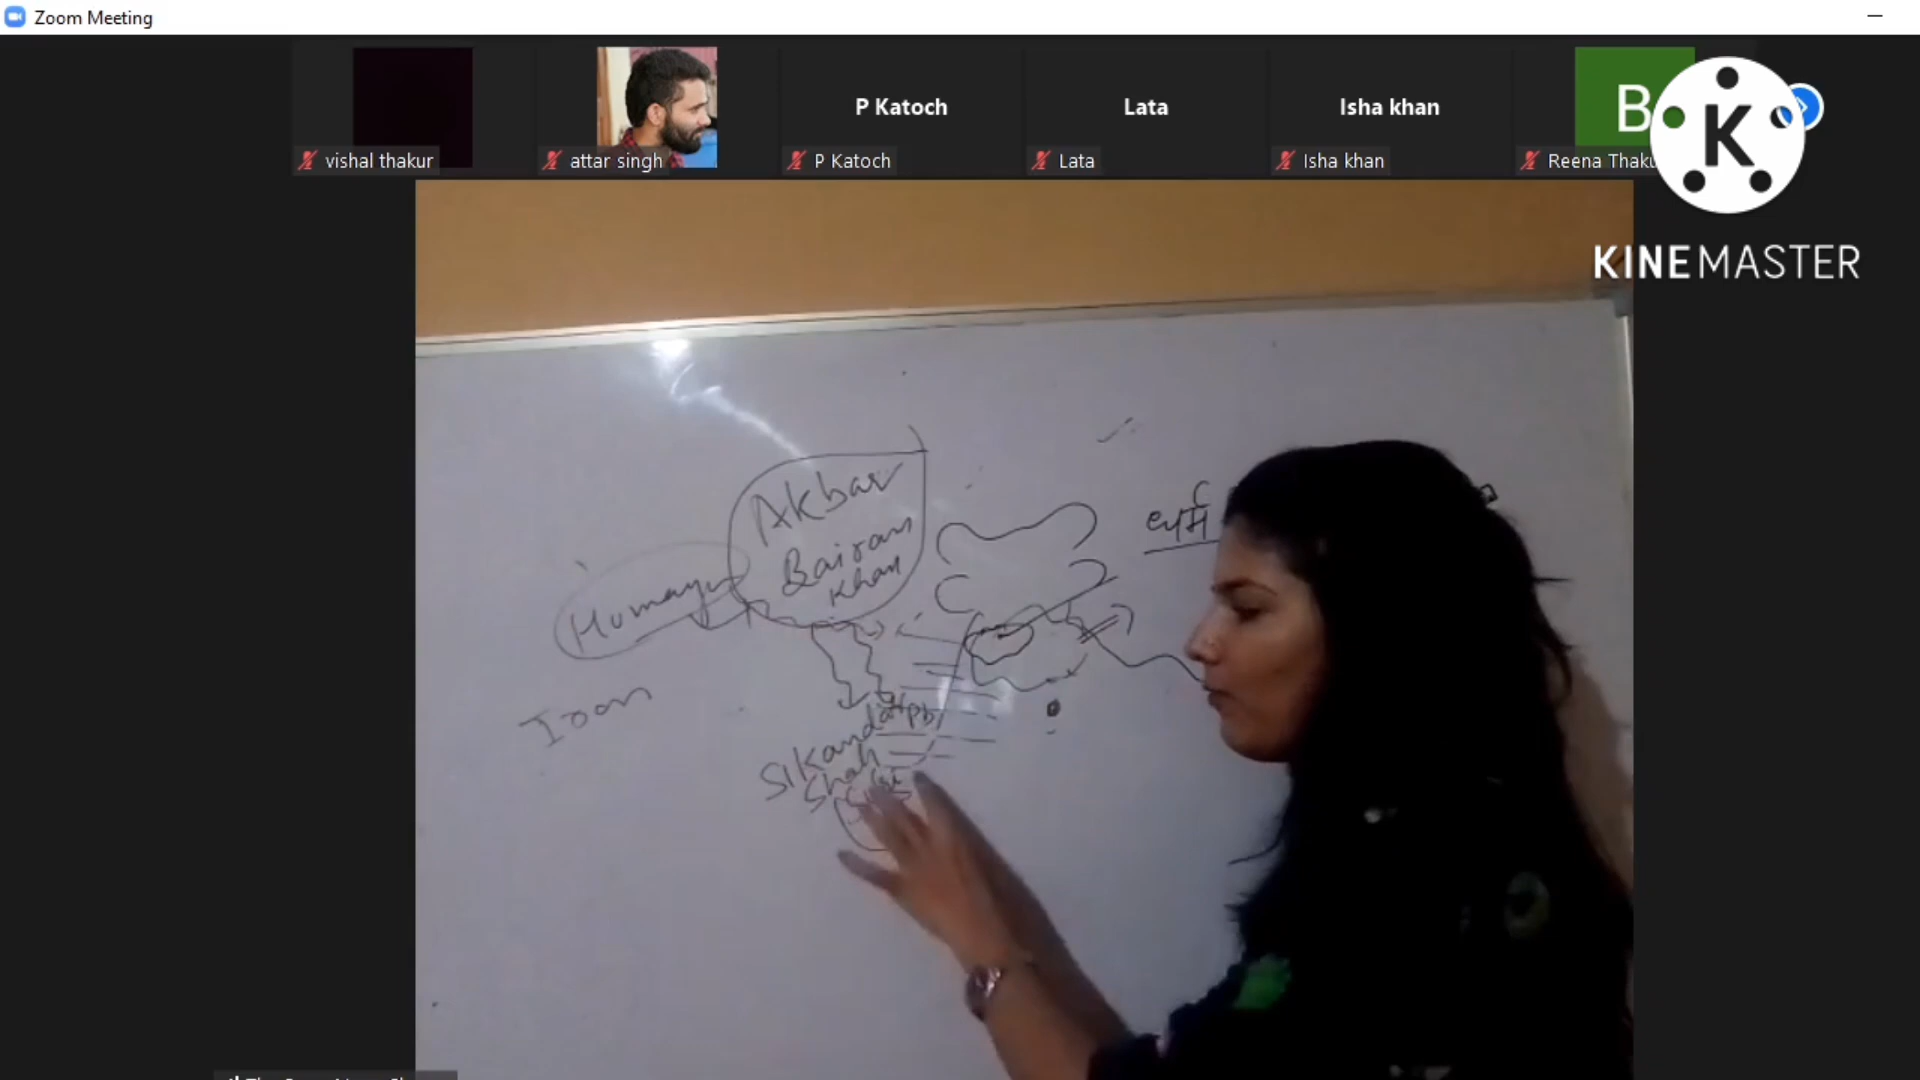 Zoom Meeting
P Katoch
Lata
Isha khan
B
K
vishal thakur
attar singh
P Katoch
Lata
Isha khan
Reena Thaku
KINEMASTER
Akbar
Bairam
Khan
Humayun
Iran
Sikandar
Pb
Shah